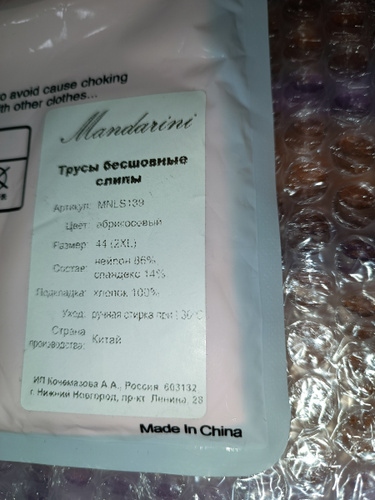 o avoid cause choking
th other clothes...
Mandarini
Трусы бесшовные
слипы
Артикул: MNLS139
Цвет: абрикосовый
Размер: 44 (2XL)
Состав: нейлон 86%
спандекс 14%
Подкладка: хлопок 100%
Уход: ручная стирка при t 30°C
Страна
производства: Китай
ИП Кочемазова А.А., Россия, 603132,
г. Нижний Новгород, пр-кт. Ленина, 28
Made In China